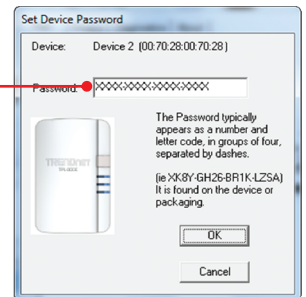 Set Device Password
Device: Device 2 (00:70:28:00:70:28)
Password: XXXX-XXXX-XXXX-XXXX
The Password typically
appears as a number and
letter code, in groups of four,
separated by dashes.
(ie XK8Y-GH26-BR1K-LZSA)
It is found on the device or
packaging.
TRENDNET
OK
Cancel